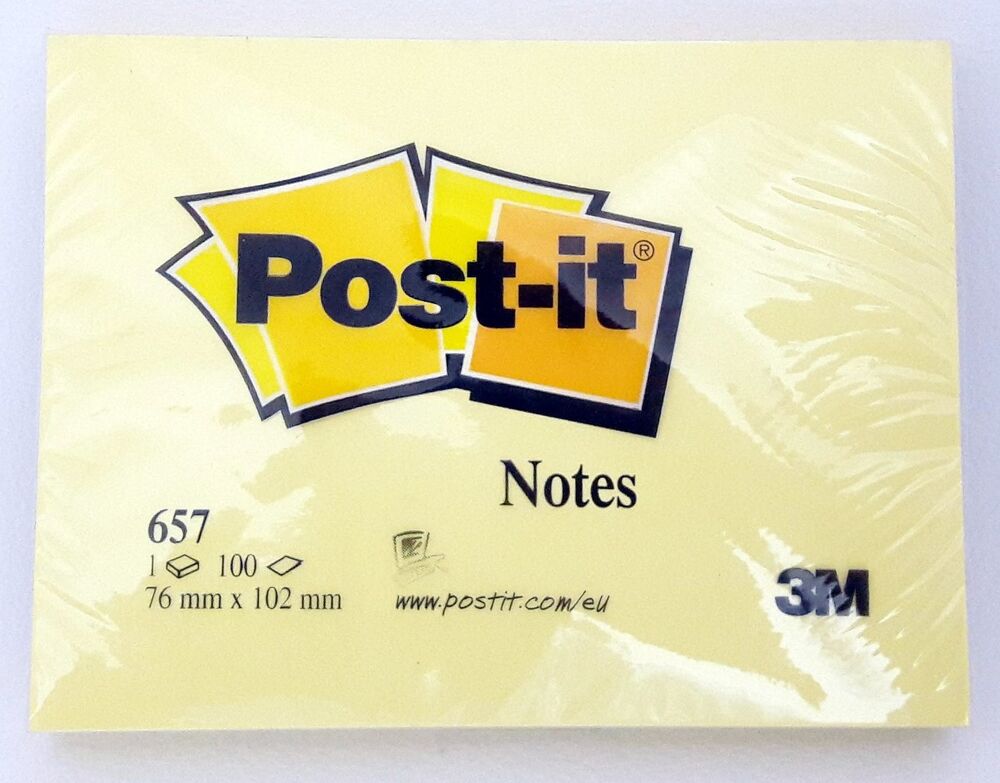 Post-it®
Notes
657
1 100
76 mm x 102 mm
www.postit.com/eu
3M